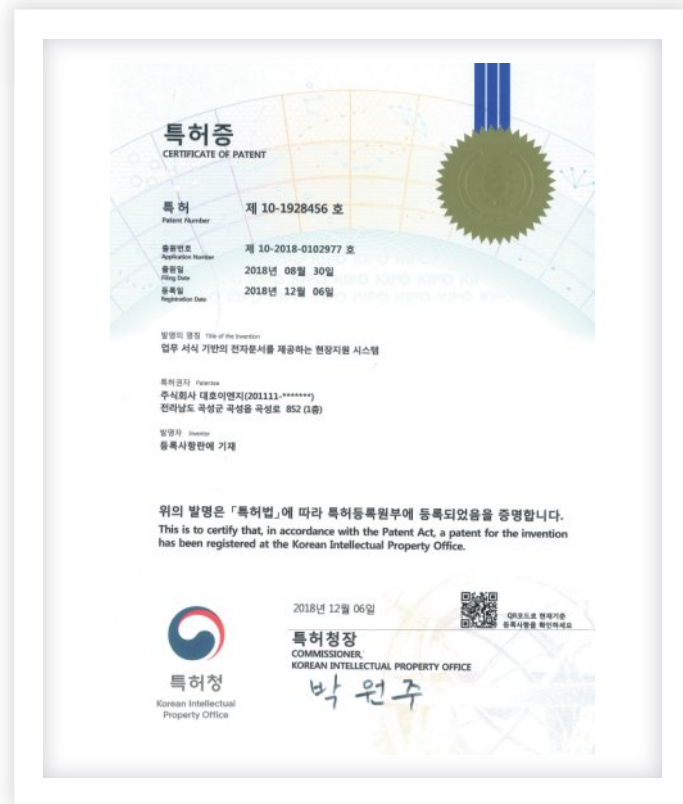 특허증
CERTIFICATE OF PATENT
특 허 제 10-1928456 호
Patent Number
출원번호 제 10-2018-0102977 호
Application Number
출원일 2018년 08월 30일
Filing Date
등록일 2018년 12월 06일
Registration Date
발명의 명칭 Title of the Invention
업무 서식 기반의 전자문서를 제공하는 현장지원 시스템
특허권자 Patentee
주식회사 대호이엔지(201111-*******)
전라남도 곡성군 곡성읍 곡성로 852 (1층)
발명자 Inventor
등록사항란에 기재
위의 발명은 「특허법」에 따라 특허등록원부에 등록되었음을 증명합니다.
This is to certify that, in accordance with the Patent Act, a patent for the invention
has been registered at the Korean Intellectual Property Office.
2018년 12월 06일
QR코드로 현재기준
등록사항을 확인하세요
특허청장
COMMISSIONER,
KOREAN INTELLECTUAL PROPERTY OFFICE
박원주
특허청
Korean Intellectual
Property Office